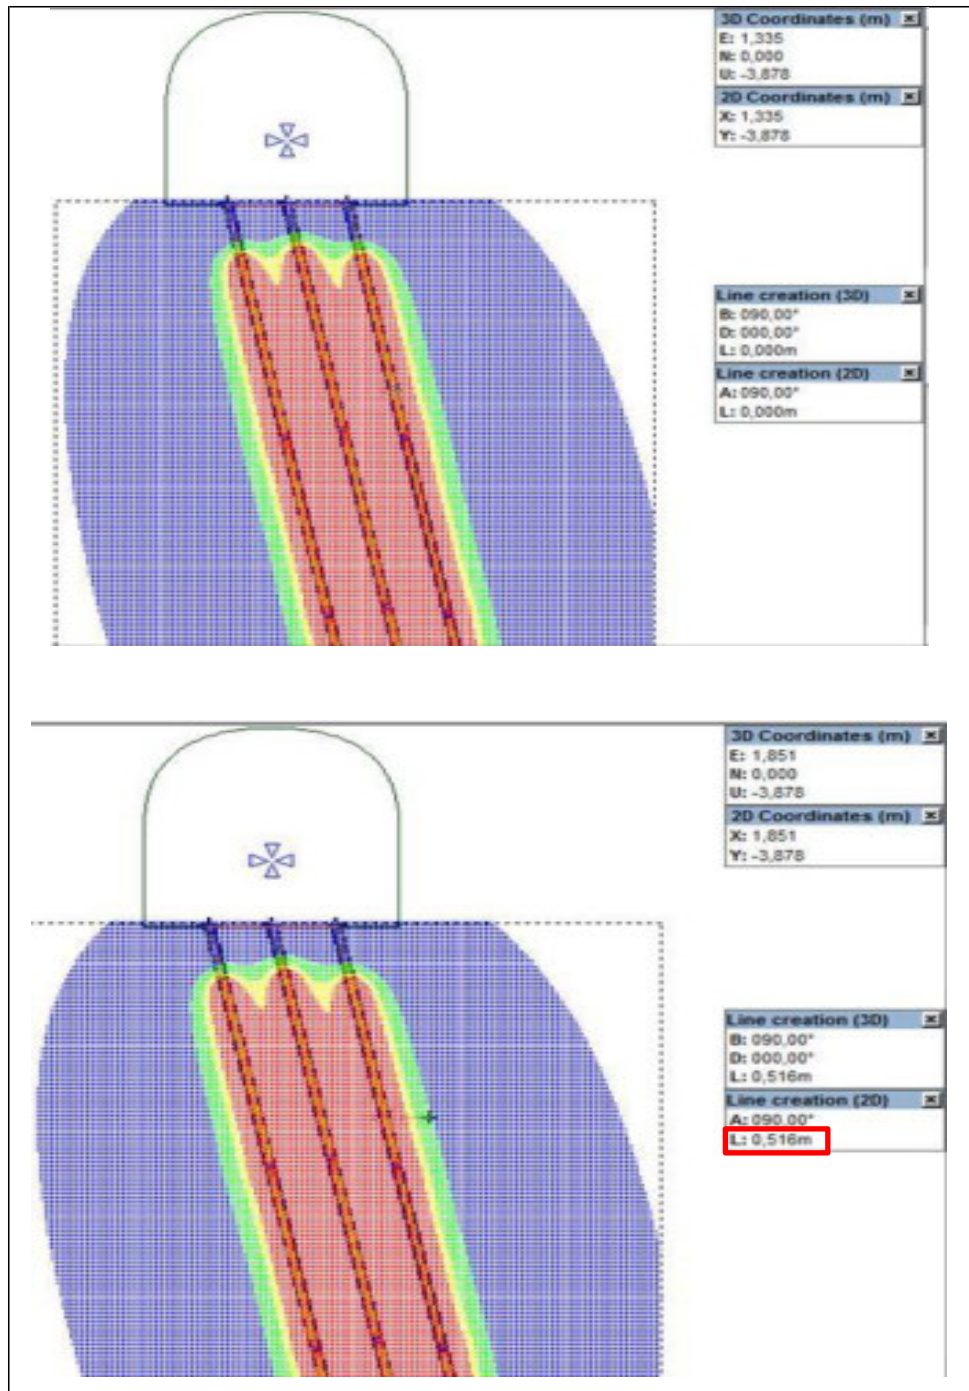 3D Coordinates (m)
E: 1,335
N: 0,000
U: -3,878
2D Coordinates (m)
X: 1,335
Y: -3,878
Line creation (3D)
B: 090,00°
D: 000,00°
L: 0,000m
Line creation (2D)
A: 090,00°
L: 0,000m
3D Coordinates (m)
E: 1,851
N: 0,000
U: -3,878
2D Coordinates (m)
X: 1,851
Y: -3,878
Line creation (3D)
B: 090,00°
D: 000,00°
L: 0,516m
Line creation (2D)
A: 090,00°
L: 0,516m